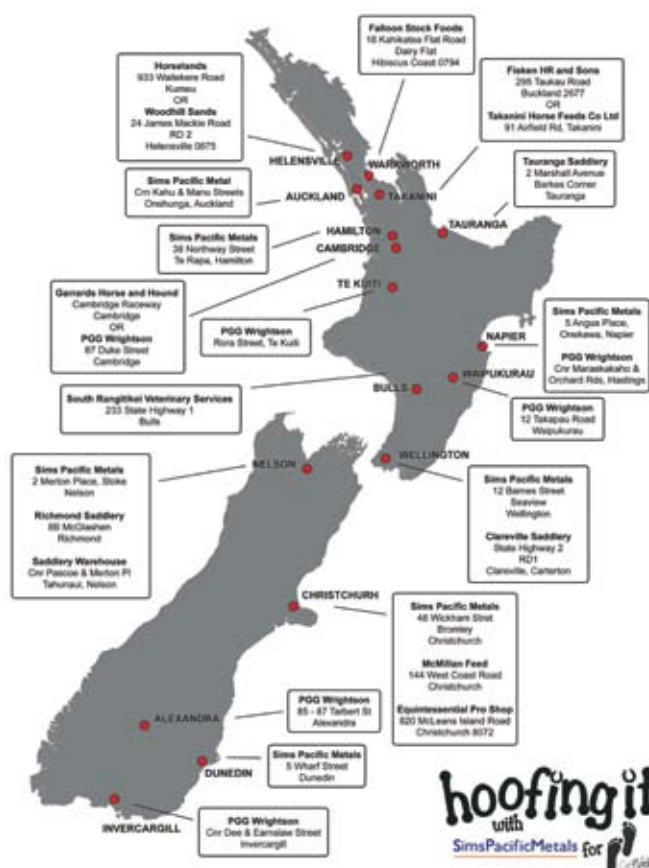 Falloon Stock Foods
18 Kahikatea Flat Road
Dairy Flat
Hibiscus Coast 0794
Horselands
933 Waitekere Road
Kumeu
OR
Woodhill Sands
24 James Mackie Road
RD 2
Helensville 0875
Fisken HR and Sons
295 Taukau Road
Buckland 2677
OR
Takanini Horse Feeds Co Ltd
91 Airfield Rd, Takanini
HELENSVILLE
WARKWORTH
Sims Pacific Metal
Crn Kahu & Manu Streets
Onehunga, Auckland
AUCKLAND
TAKANINI
Taurange Saddlery
2 Marshall Avenue
Barkes Corner
Tauranga
Sims Pacific Metals
38 Northway Street
Te Rapa, Hamilton
HAMILTON
CAMBRIDGE
TAURANGA
Garrards Horse and Hound
Cambridge Raceway
Cambridge
OR
PGG Wrightson
87 Duke Street
Cambridge
TE KUITI
PGG Wrightson
Rora Street, Te Kuiti
Sims Pacific Metals
5 Angus Place,
Onekawa, Napier
PGG Wrightson
Cnr Maraekakaho &
Orchard Rds, Hastings
NAPIER
WAIPUKURAU
South Rangitikei Veterinary Services
233 State Highway 1
Bulls
BULLS
PGG Wrightson
12 Takapau Road
Waipukurau
Sims Pacific Metals
2 Merton Place, Stoke
Nelson
Richmond Saddlery
8B McGlashen
Richmond
Saddlery Warehouse
Cnr Pascoe & Merton Pl
Tahunaui, Nelson
NELSON
WELLINGTON
Sims Pacific Metals
12 Barnes Street
Seaview
Wellington
Clareville Saddlery
State Highway 2
RD1
Clareville, Carterton
CHRISTCHURH
Sims Pacific Metals
48 Wickham Stret
Bromley
Christchurch
McMillan Feed
144 West Coast Road
Christchurch
Equintessential Pro Shop
820 McLeans Island Road
Christchurch 8072
ALEXANDRA
PGG Wrightson
85 - 87 Tarbert St
Alexandra
DUNEDIN
Sims Pacific Metals
5 Wharf Street
Dunedin
INVERCARGILL
PGG Wrightson
Cnr Dee & Earnslaw Street
Invercargill
hoofing it
with
SimsPacificMetals for